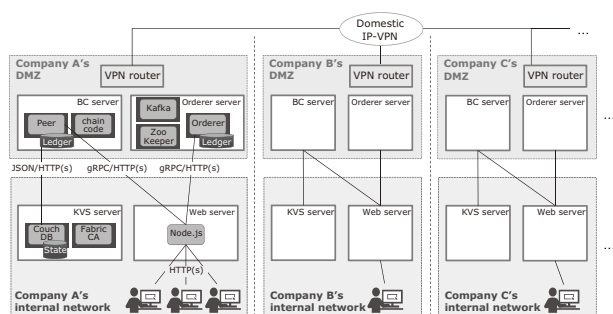 Domestic
IP-VPN
...
Company A's
DMZ
VPN router
Company B's
DMZ
VPN router
Company C's
DMZ
VPN router
BC server
Peer
chain
code
Ledger
Orderer server
Kafka
Zoo
Keeper
Orderer
Ledger
BC server
Orderer server
BC server
Orderer server
...
JSON/HTTP(s)
gRPC/HTTP(s)
gRPC/HTTP(s)
KVS server
Couch
DB
State
Fabric
CA
Web server
Node.js
HTTP(s)
KVS server
Web server
KVS server
Web server
...
Company A's
internal network
Company B's
internal network
Company C's
internal network